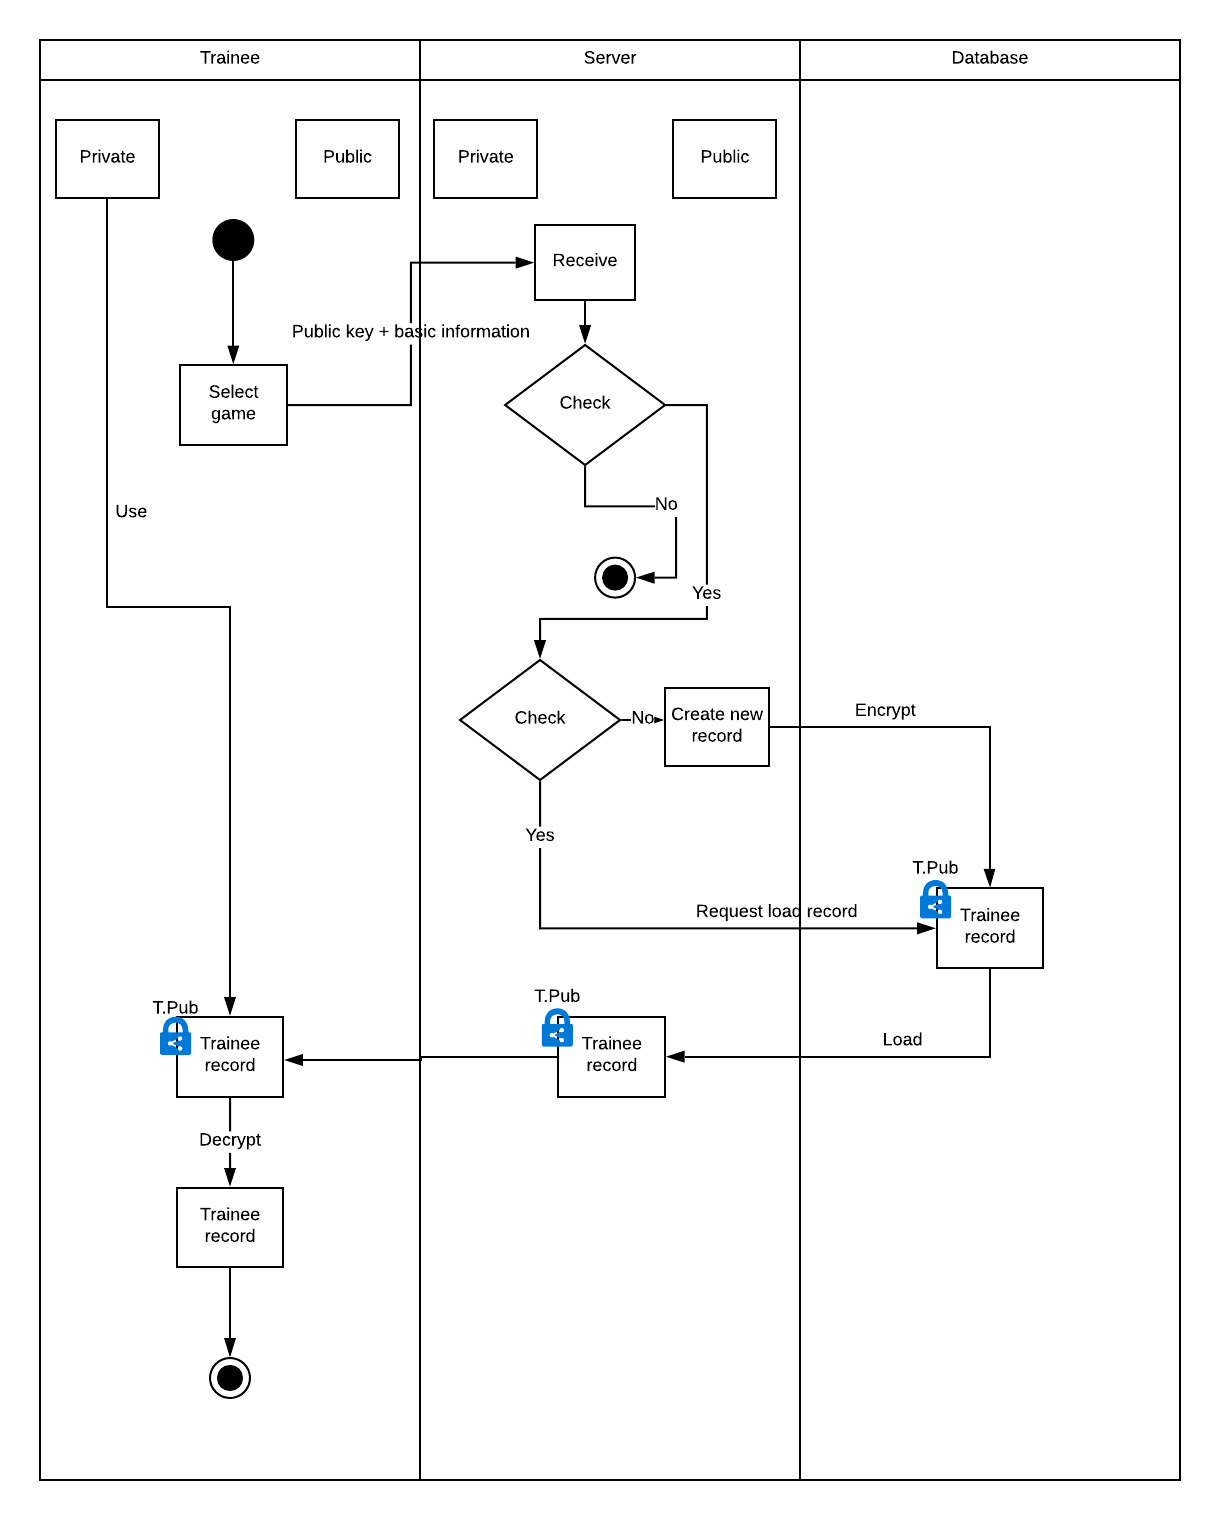 Trainee
Server
Database
Private
Public
Private
Public
Receive
Public key + basic information
Select
game
Check
Use
No
Yes
Check
No
Create new
record
Encrypt
Yes
T.Pub
Request load record
Trainee
record
T.Pub
T.Pub
Trainee
record
Trainee
record
Load
Decrypt
Trainee
record